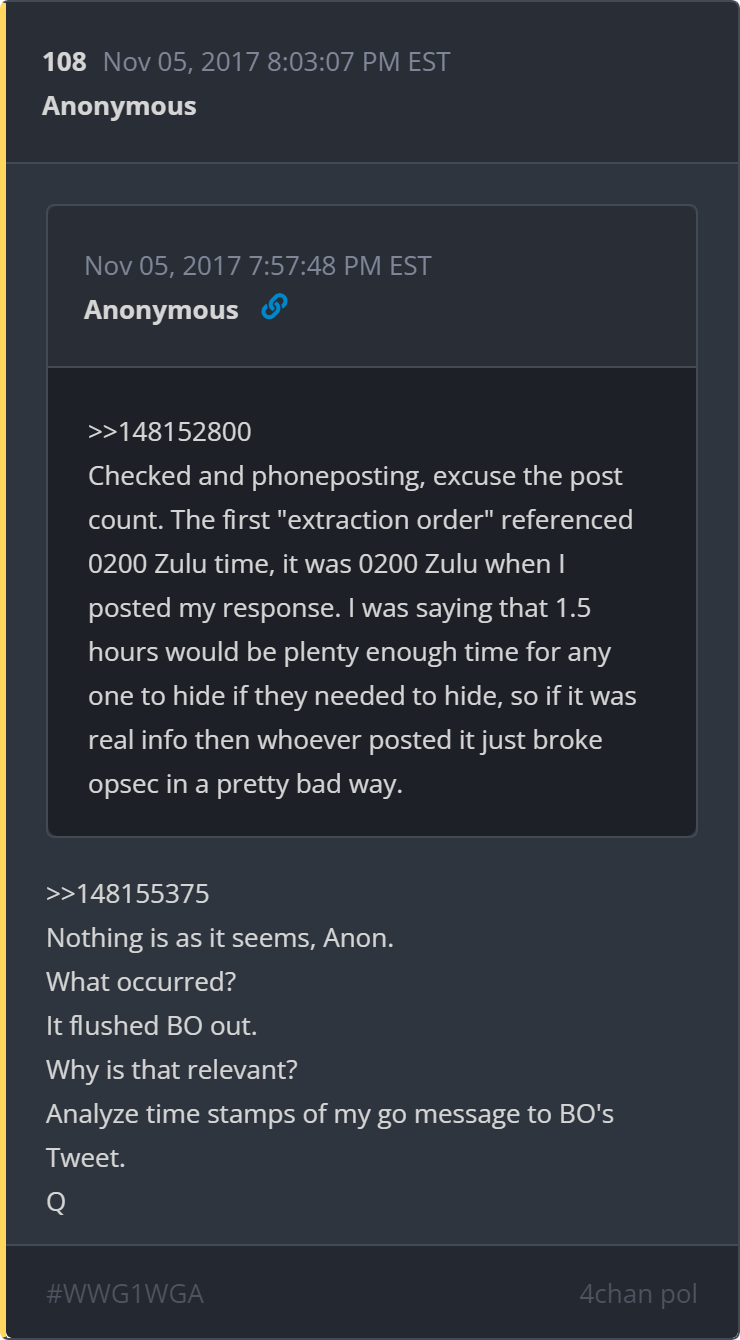 108 Nov 05, 2017 8:03:07 PM EST
Anonymous
Nov 05, 2017 7:57:48 PM EST
Anonymous
>>148152800
Checked and phoneposting, excuse the post
count. The first "extraction order" referenced
0200 Zulu time, it was 0200 Zulu when I
posted my response. I was saying that 1.5
hours would be plenty enough time for any
one to hide if they needed to hide, so if it was
real info then whoever posted it just broke
opsec in a pretty bad way.
>>148155375
Nothing is as it seems, Anon.
What occurred?
It flushed BO out.
Why is that relevant?
Analyze time stamps of my go message to BO's
Tweet.
Q
#WWG1WGA 4chan pol